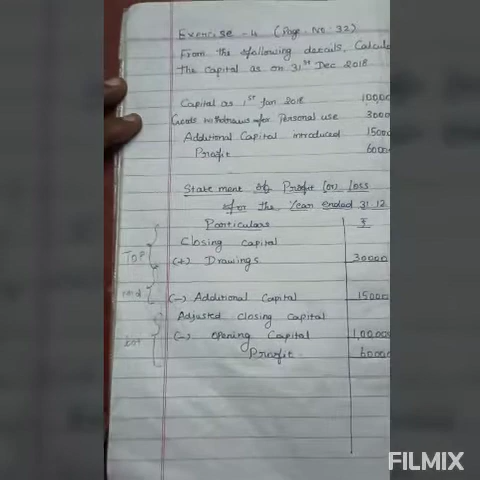 Exercise - 4 (Page No: 32)
From the following details, Calcula
the Capital as on 31st Dec 2018
Capital as 1st Jan 2018 1,00,00
Goods withdrawn for Personal use 3000
Additional Capital introduced 1500
Profit 6000
Statement of Profit (or) loss
for the Year ended 31.12
Particulars ₹
Closing capital
TOP (+) Drawings 30000
(-) Additional Capital 15000
Adjusted closing capital
(-) Opening Capital 1,00,000
Profit. 60000
FILMIX